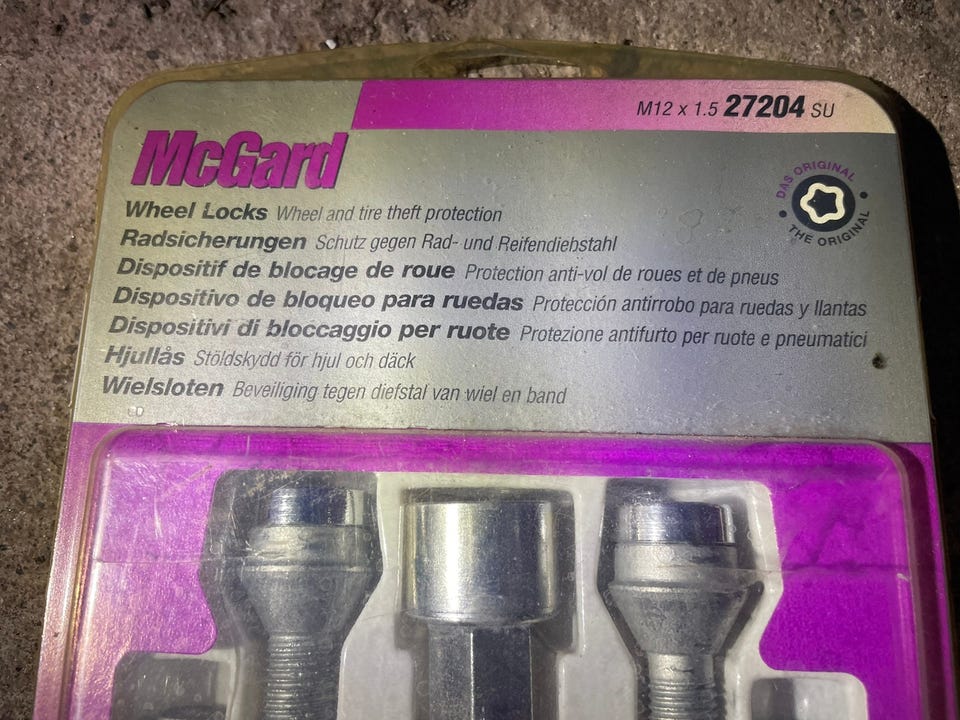 M12 x 1.5 27204 SU
McGard
DAS ORIGINAL
THE ORIGINAL
Wheel Locks Wheel and tire theft protection
Radsicherungen Schutz gegen Rad- und Reifendiebstahl
Dispositif de blocage de roue Protection anti-vol de roues et de pneus
Dispositivo de bloqueo para ruedas Protección antirrobo para ruedas y llantas
Dispositivi di bloccaggio per ruote Protezione antifurto per ruote e pneumatici
Hjullås Stöldskydd för hjul och däck
Wielsloten Beveiliging tegen diefstal van wiel en band